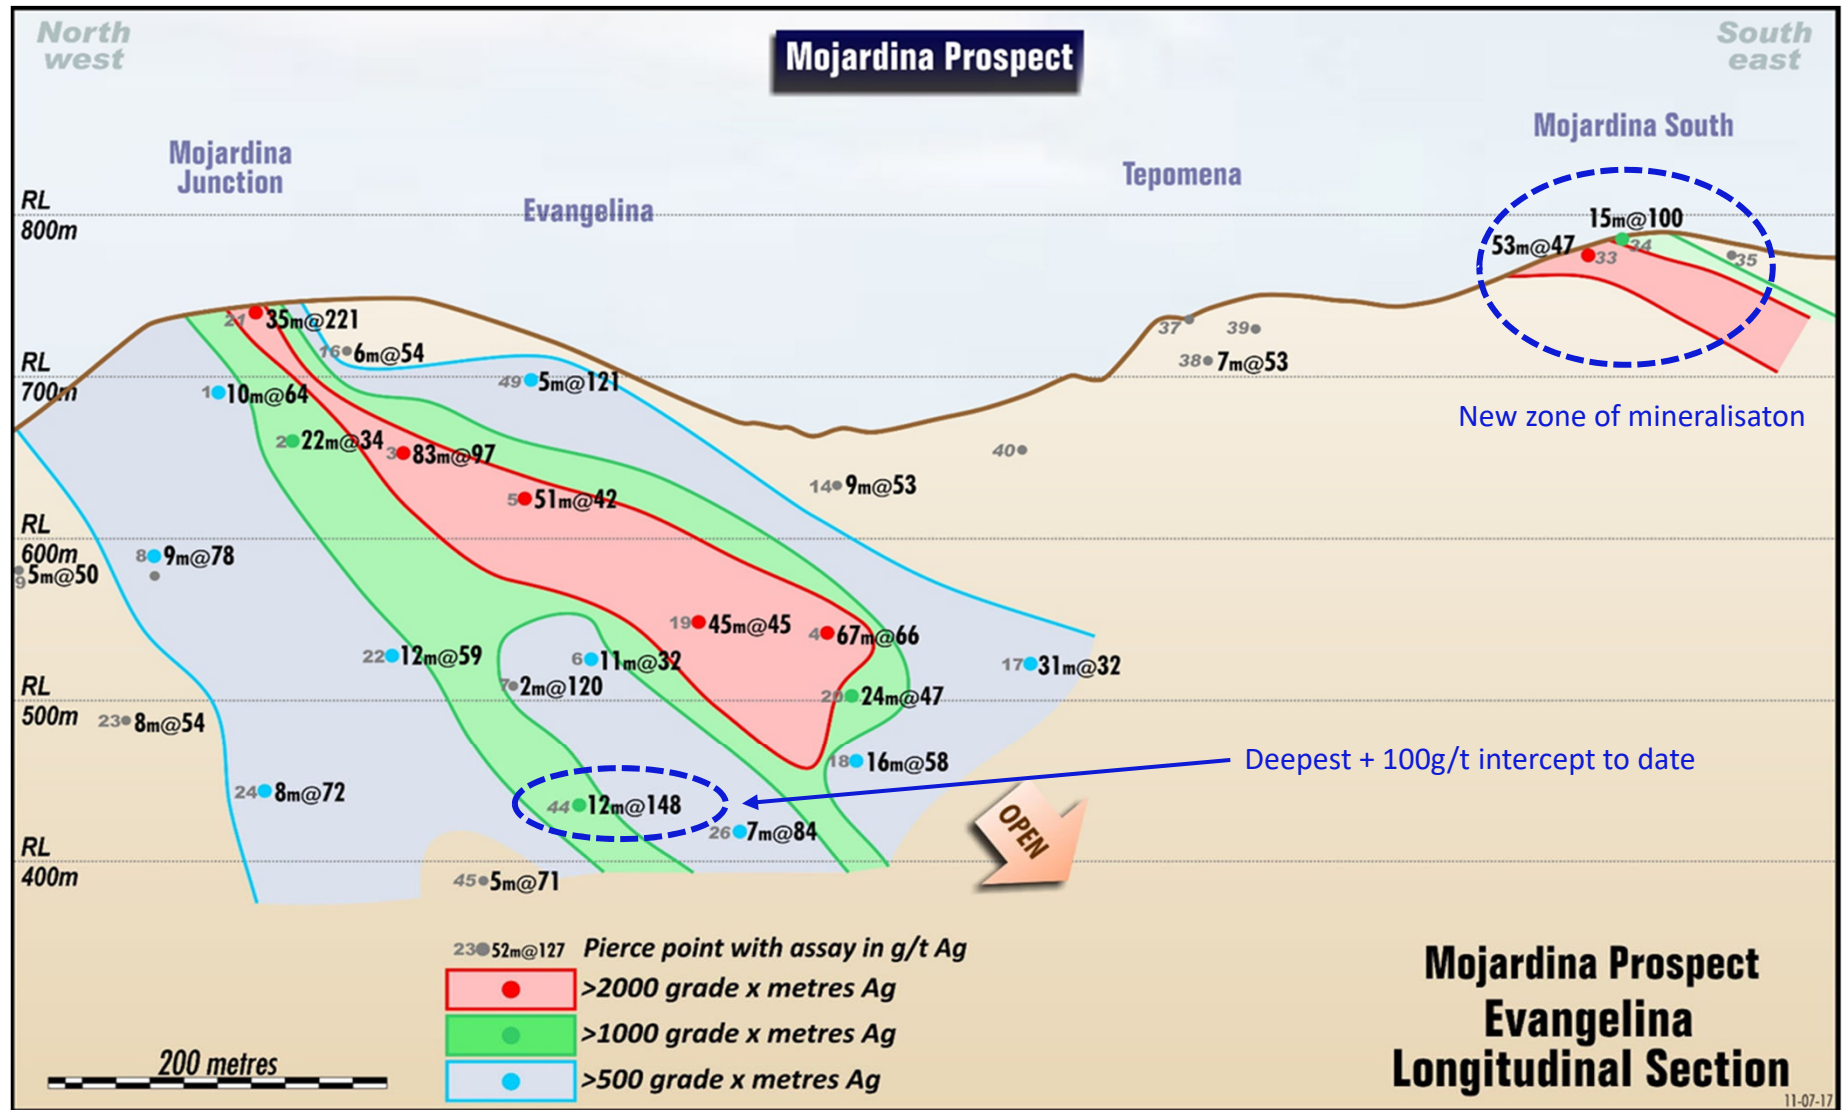 North
west
Mojardina Prospect
South
east
Mojardina South
Mojardina
Junction
Tepomena
Evangelina
RL
800m
15m@100
34
53m@47
33
35
21
35m@221
16
6m@54
37
39
38
7m@53
RL
700m
49
5m@121
1
10m@64
New zone of mineralisaton
2
22m@34
3
83m@97
40
14
9m@53
5
51m@42
RL
600m
8
9m@78
9
5m@50
19
45m@45
4
67m@66
22
12m@59
6
11m@32
17
31m@32
7
2m@120
RL
500m
20
24m@47
23
8m@54
18
16m@58
Deepest + 100g/t intercept to date
24
8m@72
44
12m@148
26
7m@84
OPEN
RL
400m
45
5m@71
23
52m@127
Pierce point with assay in g/t Ag
>2000 grade x metres Ag
>1000 grade x metres Ag
>500 grade x metres Ag
200 metres
Mojardina Prospect
Evangelina
Longitudinal Section
11-07-17